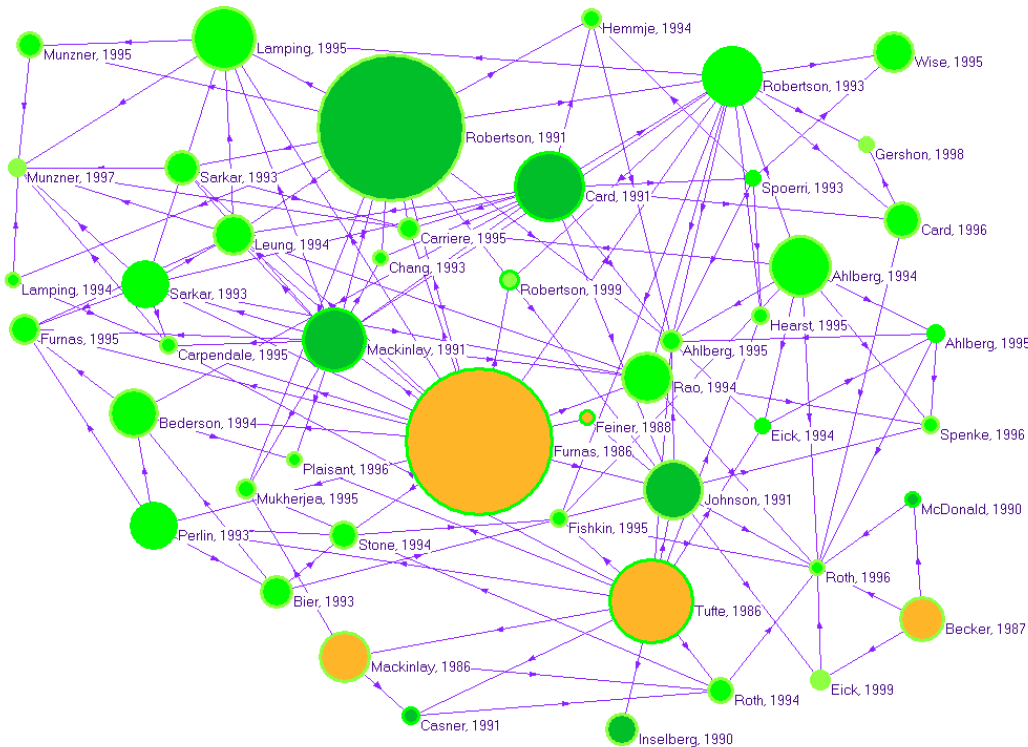 Hemmje, 1994
Munzner, 1995
Lamping, 1995
Wise, 1995
Robertson, 1993
Robertson, 1991
Gershon, 1998
Munzner, 1997
Sarkar, 1993
Card, 1991
Spoerri, 1993
Card, 1996
Carriere, 1995
Leung, 1994
Chang, 1993
Ahlberg, 1994
Lamping, 1994
Sarkar, 1993
Robertson, 1999
Hearst, 1995
Furnas, 1995
Carpendale, 1995
Mackinlay, 1991
Ahlberg, 1995
Ahlberg, 1995
Rao, 1994
Bederson, 1994
Feiner, 1988
Eick, 1994
Spenke, 1996
Furnas, 1986
Plaisant, 1996
Mukherjea, 1995
Johnson, 1991
McDonald, 1990
Perlin, 1993
Stone, 1994
Fishkin, 1995
Roth, 1996
Bier, 1993
Tufte, 1986
Becker, 1987
Mackinlay, 1986
Eick, 1999
Roth, 1994
Casner, 1991
Inselberg, 1990